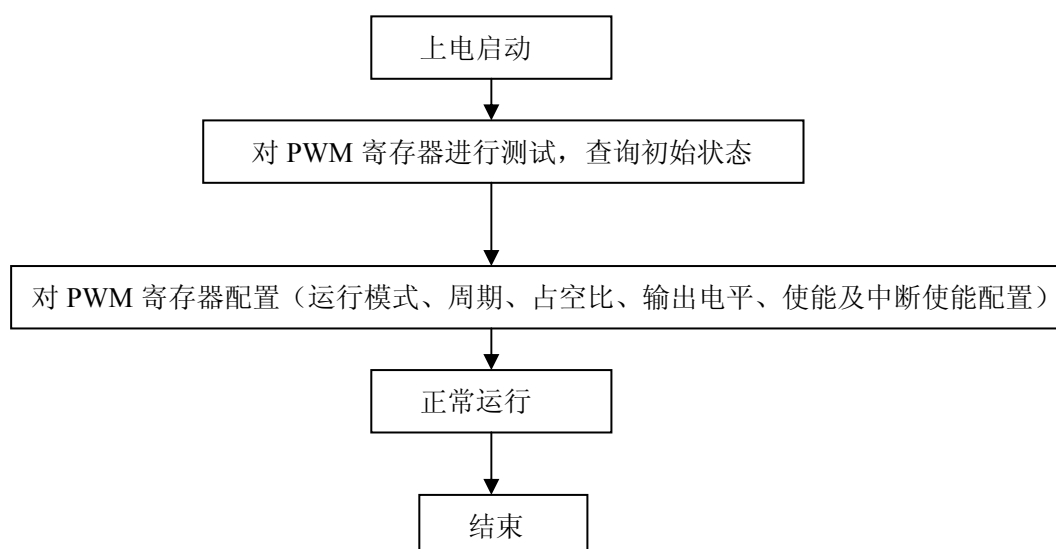 上电启动
对 PWM 寄存器进行测试，查询初始状态
对 PWM 寄存器配置（运行模式、周期、占空比、输出电平、使能及中断使能配置）
正常运行
结束